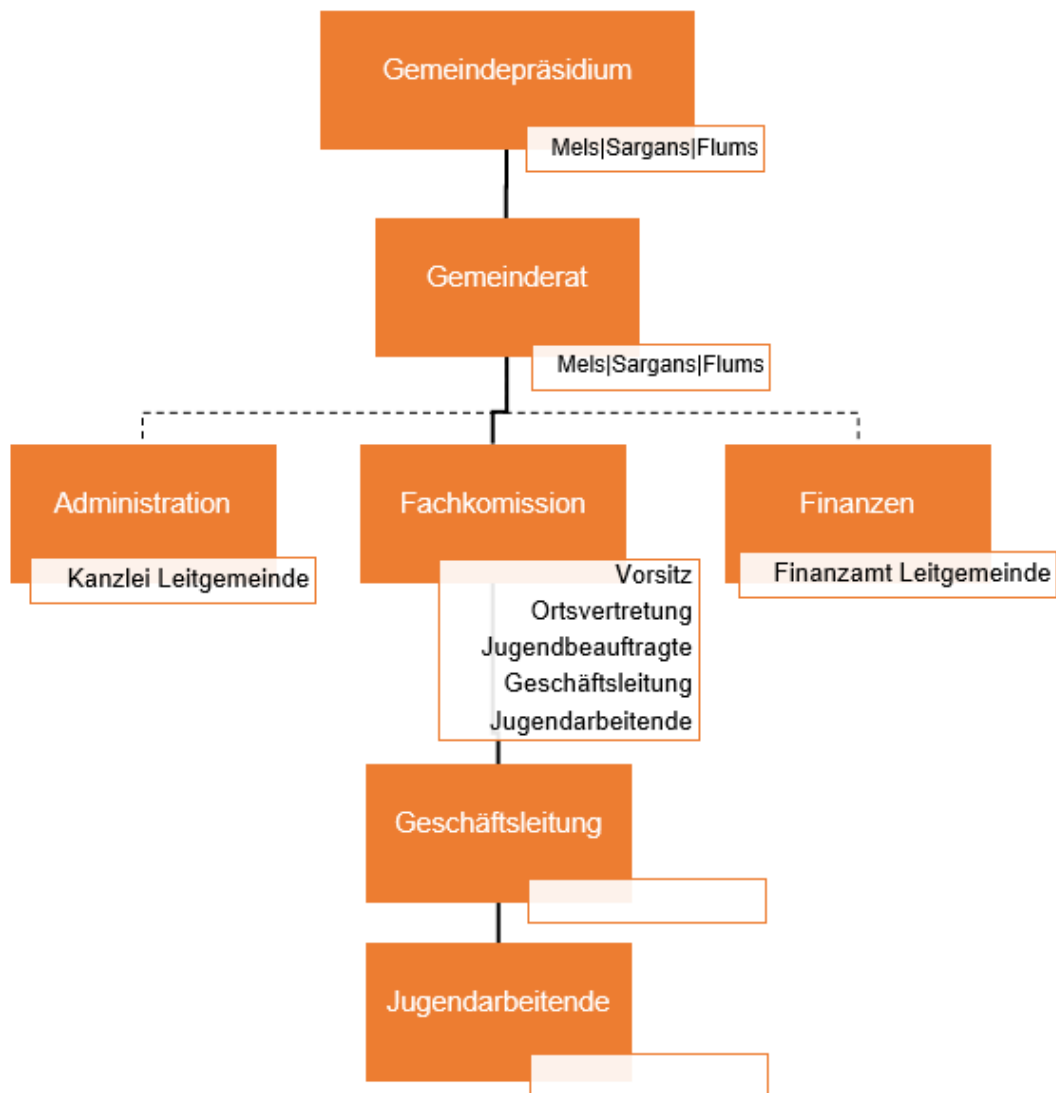 Gemeindepräsidium
Mels|Sargans|Flums
Gemeinderat
Mels|Sargans|Flums
Administration
Kanzlei Leitgemeinde
Fachkomission
Vorsitz
Ortsvertretung
Jugendbeauftragte
Geschäftsleitung
Jugendarbeitende
Finanzen
Finanzamt Leitgemeinde
Geschäftsleitung
Jugendarbeitende